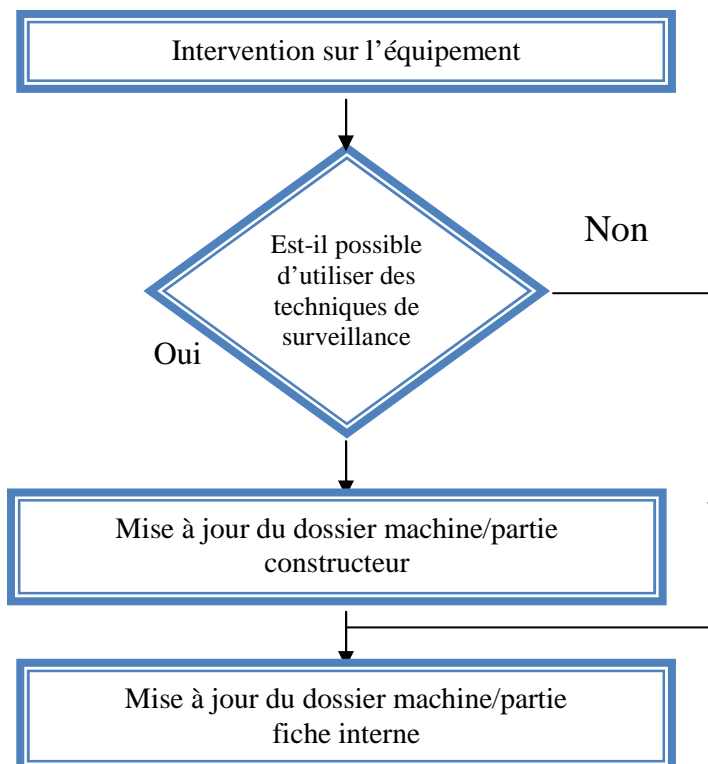 Intervention sur l’équipement
Est-il possible
d’utiliser des
techniques de
surveillance
Non
Oui
Mise à jour du dossier machine/partie
constructeur
Mise à jour du dossier machine/partie
fiche interne